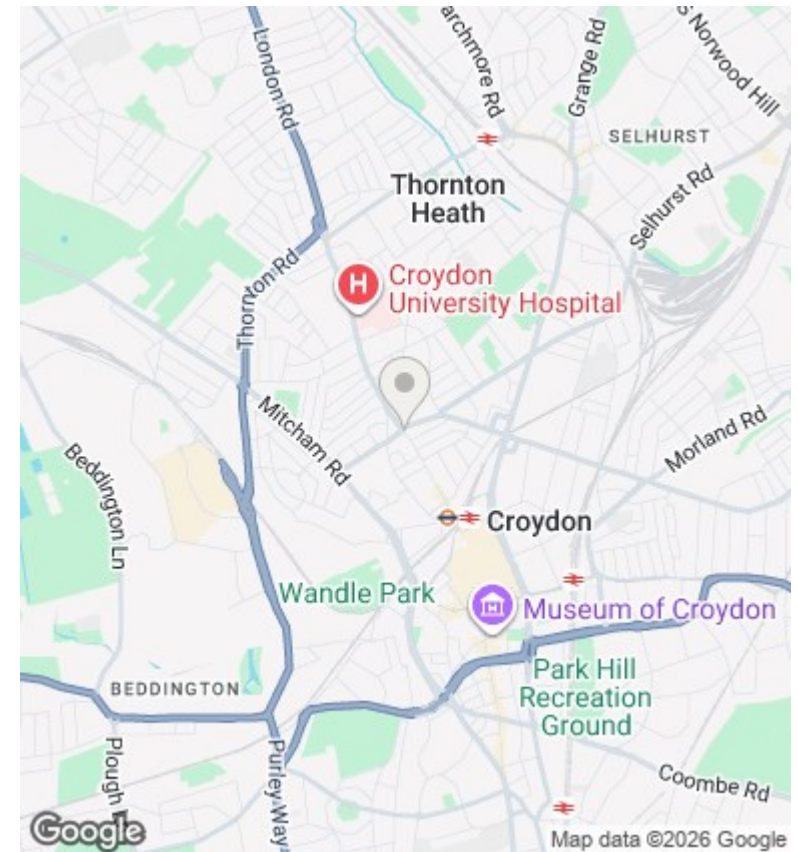 London Rd
archmore Rd
Grange Rd
S Norwood Hill
SELHURST
Thornton
Heath
Selhurst Rd
Thornton Rd
H
Croydon
University Hospital
Mitcham Rd
Morland Rd
Beddington Ln
Croydon
Wandle Park
Museum of Croydon
BEDDINGTON
Park Hill
Recreation
Ground
Purley Way
Plough
Coombe Rd
Google
Map data ©2026 Google